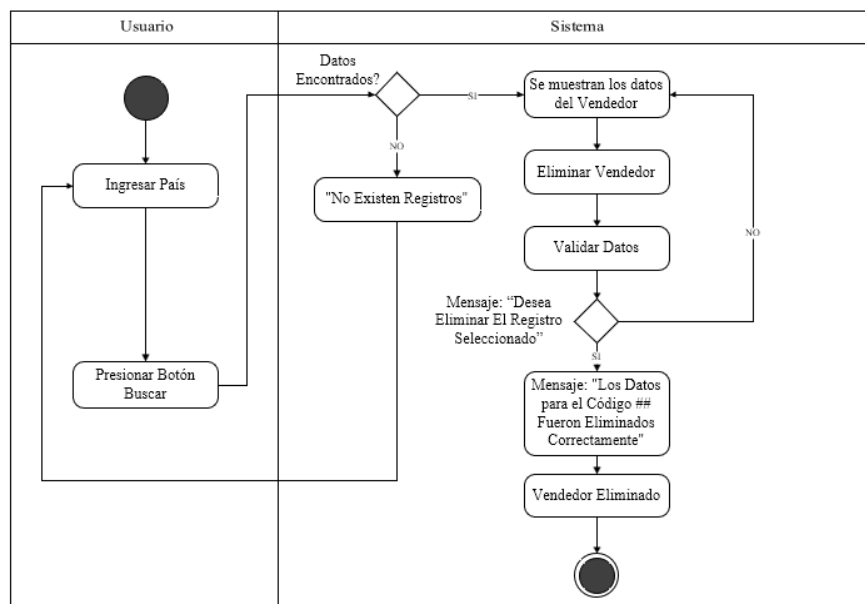 Usuario
Sistema
Datos
Encontrados?
SI
Se muestran los datos
del Vendedor
NO
Ingresar País
"No Existen Registros"
Eliminar Vendedor
Validar Datos
NO
Mensaje: “Desea
Eliminar El Registro
Seleccionado”
SI
Presionar Botón
Buscar
Mensaje: "Los Datos
para el Código ##
Fueron Eliminados
Correctamente"
Vendedor Eliminado